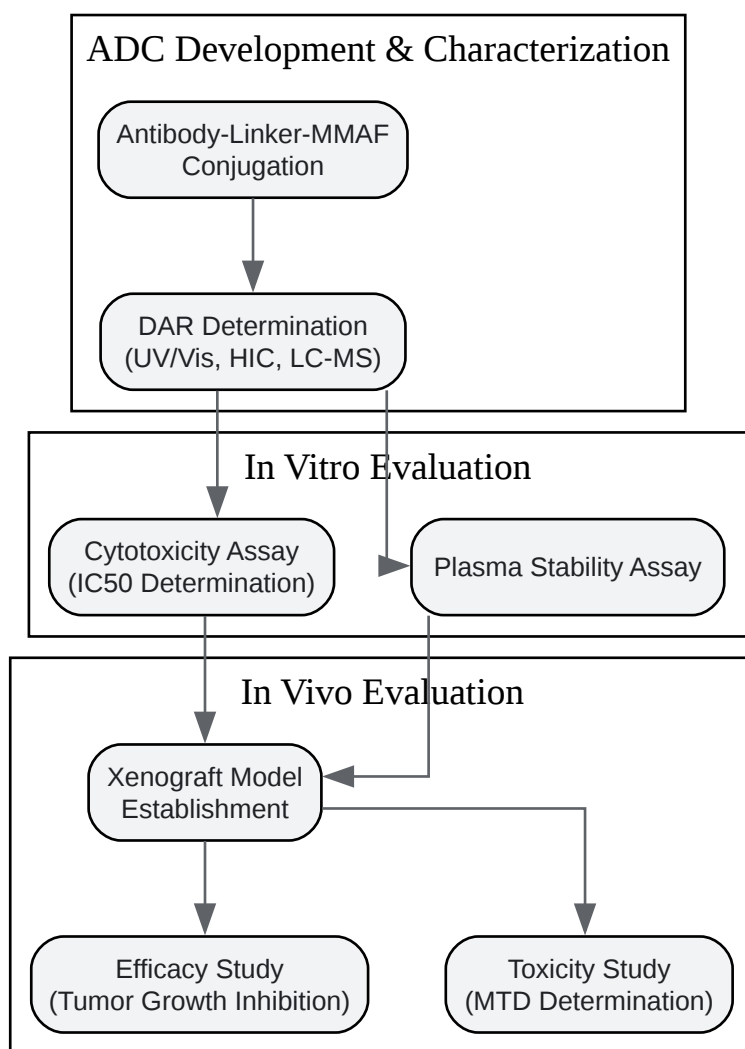 ADC Development & Characterization
Antibody-Linker-MMAF
Conjugation
DAR Determination
(UV/Vis, HIC, LC-MS)
In Vitro Evaluation
Cytotoxicity Assay
(IC50 Determination)
Plasma Stability Assay
In Vivo Evaluation
Xenograft Model
Establishment
Efficacy Study
(Tumor Growth Inhibition)
Toxicity Study
(MTD Determination)